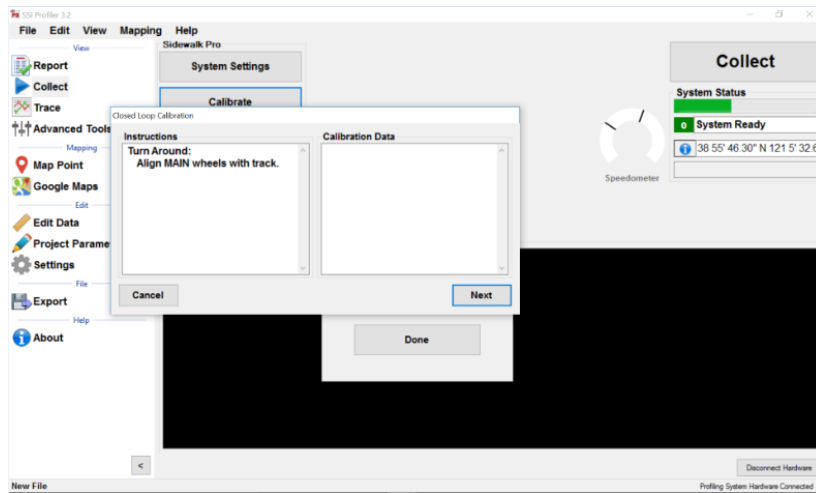 SSI Profiler 3.2
File Edit View Mapping Help
View
Report
Collect
Trace
Advanced Tools
Mapping
Map Point
Google Maps
Edit
Edit Data
Project Parame
Settings
File
Export
Help
About
<
Sidewalk Pro
System Settings
Calibrate
Closed Loop Calibration
Instructions
Turn Around:
Align MAIN wheels with track.
Calibration Data
Cancel
Next
Done
Speedometer
Collect
System Status
0 System Ready
38 55' 46.30" N 121 5' 32.6
Disconnect Hardware
New File
Profiling System Hardware Connected